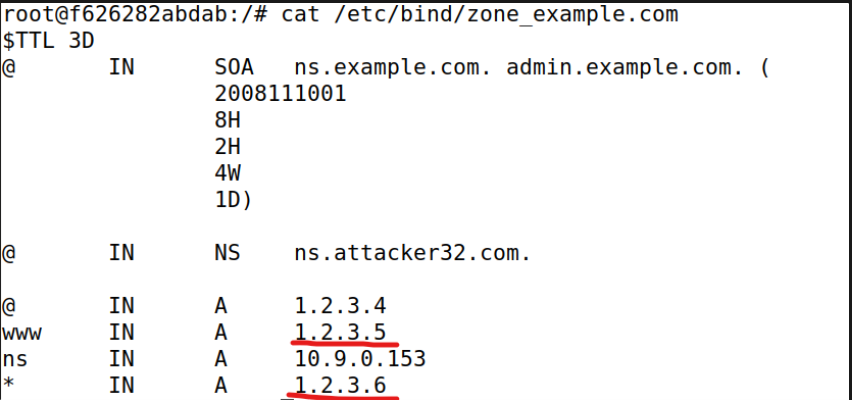 root@f626282abdab:/# cat /etc/bind/zone_example.com
$TTL 3D
@ IN SOA ns.example.com. admin.example.com. (
2008111001
8H
2H
4W
1D)
@ IN NS ns.attacker32.com.
@ IN A 1.2.3.4
www IN A 1.2.3.5
ns IN A 10.9.0.153
* IN A 1.2.3.6